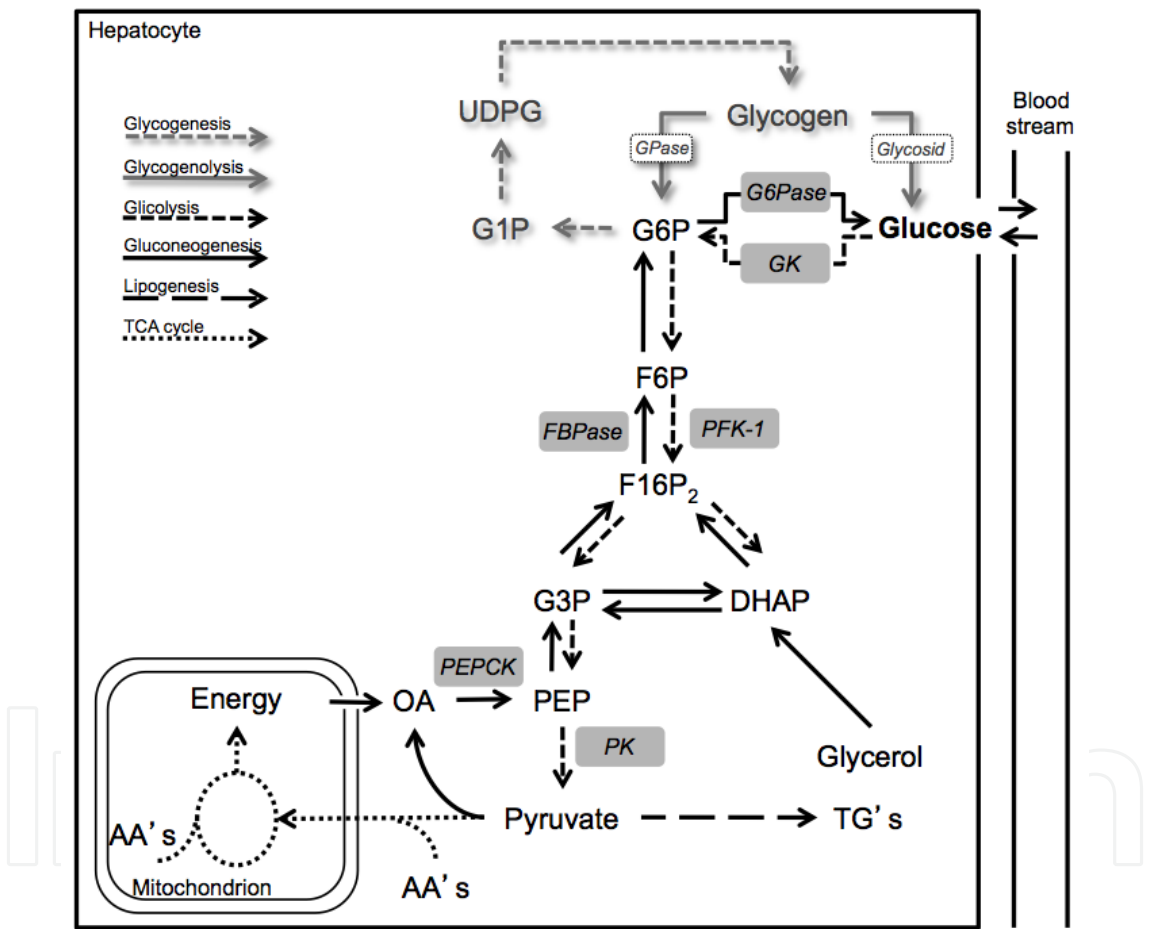 Hepatocyte
Glycogenesis
Glycogenolysis
Glicolysis
Gluconeogenesis
Lipogenesis
TCA cycle
UDPG
Glycogen
Blood
stream
GPase
Glycosid
G6Pase
G1P
G6P
Glucose
GK
F6P
FBPase
PFK-1
F16P₂
G3P
DHAP
PEPCK
Energy
OA
PEP
PK
Glycerol
Pyruvate
TG's
AA's
Mitochondrion
AA's